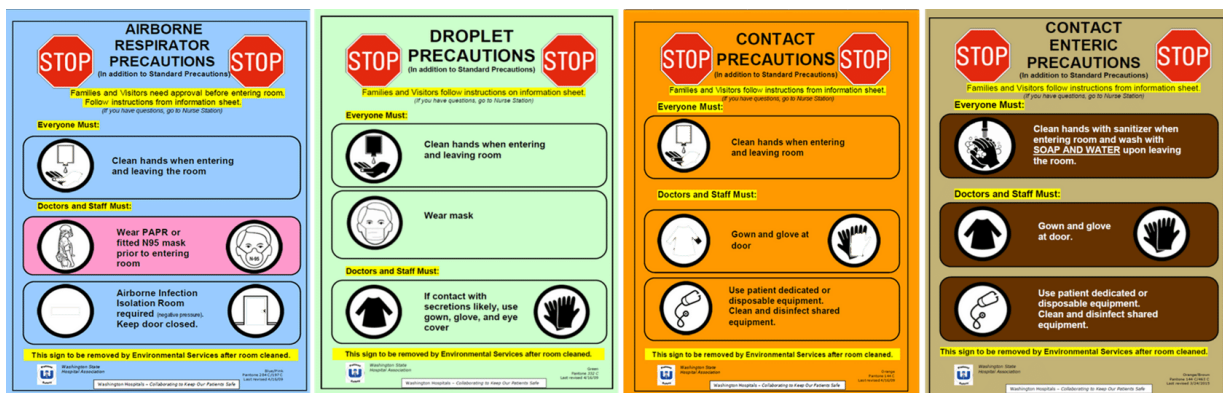 AIRBORNE
RESPIRATOR
PRECAUTIONS
(In addition to Standard Precautions)
STOP
STOP
Families and Visitors need approval before entering room.
Follow instructions from information sheet.
(If you have questions, go to Nurse Station)
Everyone Must:
Clean hands when entering
and leaving the room
Doctors and Staff Must:
Wear PAPR or
fitted N95 mask
prior to entering
room
N-95
Airborne Infection
Isolation Room
required (negative pressure).
Keep door closed.
This sign to be removed by Environmental Services after room cleaned.
Washington State
Hospital Association
Washington Hospitals – Collaborating to Keep Our Patients Safe
DROPLET
PRECAUTIONS
(In addition to Standard Precautions)
STOP
STOP
Families and Visitors follow instructions on information sheet.
(If you have questions, go to Nurse Station)
Everyone Must:
Clean hands when entering
and leaving room
Wear mask
Doctors and Staff Must:
If contact with
secretions likely, use
gown, glove, and eye
cover
This sign to be removed by Environmental Services after room cleaned.
Washington State
Hospital Association
Green
Washington Hospitals – Collaborating to Keep Our Patients Safe
CONTACT
PRECAUTIONS
(In addition to Standard Precautions)
STOP
STOP
Families and Visitors follow instructions from information sheet.
(If you have questions, go to Nurse Station)
Everyone Must:
Clean hands when entering
and leaving room
Doctors and Staff Must:
Gown and glove at
door
Use patient dedicated or
disposable equipment.
Clean and disinfect shared
equipment.
This sign to be removed by Environmental Services after room cleaned.
Washington State
Hospital Association
Orange
Washington Hospitals – Collaborating to Keep Our Patients Safe
CONTACT
ENTERIC
PRECAUTIONS
(In addition to Standard Precautions)
STOP
STOP
Families and Visitors follow instructions from information sheet.
(If you have questions, go to Nurse Station)
Everyone Must:
Clean hands with sanitizer when
entering room and wash with
SOAP AND WATER upon leaving
the room.
Doctors and Staff Must:
Gown and glove
at door.
Use patient dedicated or
disposable equipment.
Clean and disinfect shared
equipment.
This sign to be removed by Environmental Services after room cleaned.
Washington State
Hospital Association
Orange/Brown
Washington Hospitals – Collaborating to Keep Our Patients Safe